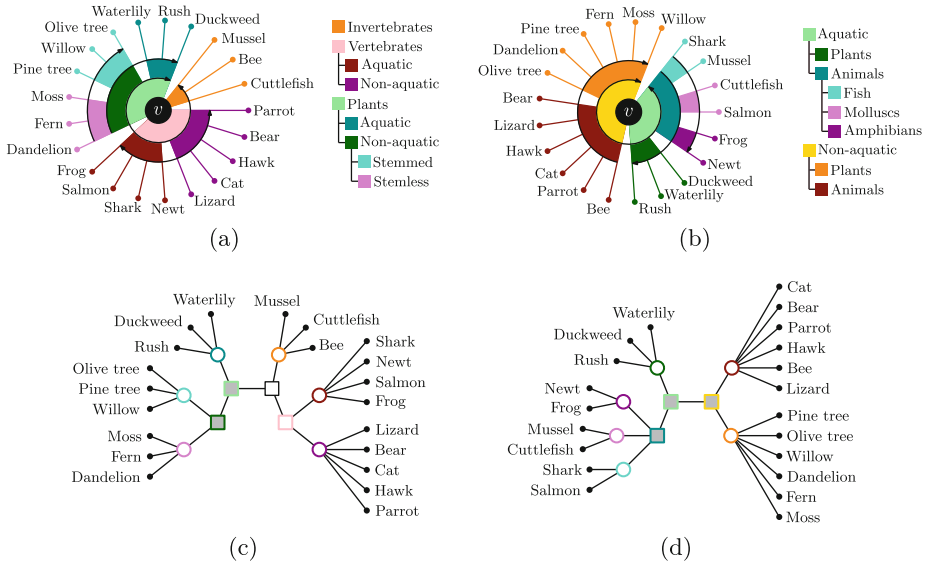 Waterlily
Rush
Duckweed
Olive tree
Mussel
Willow
Bee
Pine tree
Cuttlefish
Moss
Parrot
Fern
Bear
Dandelion
Hawk
Frog
Cat
Salmon
Lizard
Shark
Newt
v
Invertebrates
Vertebrates
Aquatic
Non-aquatic
Plants
Aquatic
Non-aquatic
Stemmed
Stemless
(a)
Fern
Moss
Willow
Pine tree
Shark
Dandelion
Mussel
Olive tree
Cuttlefish
Bear
Salmon
Lizard
Frog
Hawk
Newt
Cat
Duckweed
Parrot
Waterlily
Bee
Rush
v
Aquatic
Plants
Animals
Fish
Molluscs
Amphibians
Non-aquatic
Plants
Animals
(b)
Waterlily
Mussel
Duckweed
Cuttlefish
Rush
Bee
Shark
Olive tree
Newt
Pine tree
Salmon
Willow
Frog
Moss
Lizard
Fern
Bear
Dandelion
Cat
Hawk
Parrot
(c)
Cat
Waterlily
Bear
Duckweed
Parrot
Rush
Hawk
Bee
Newt
Lizard
Frog
Pine tree
Mussel
Olive tree
Cuttlefish
Willow
Shark
Dandelion
Salmon
Fern
Moss
(d)